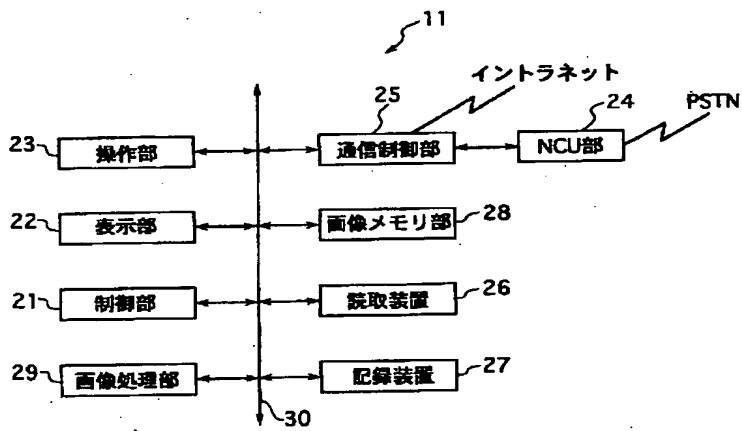 11
イントラネット
25
24
PSTN
23
操作部
通信制御部
NCU部
22
表示部
画像メモリ部
28
21
制御部
読取装置
26
29
画像処理部
記録装置
27
30